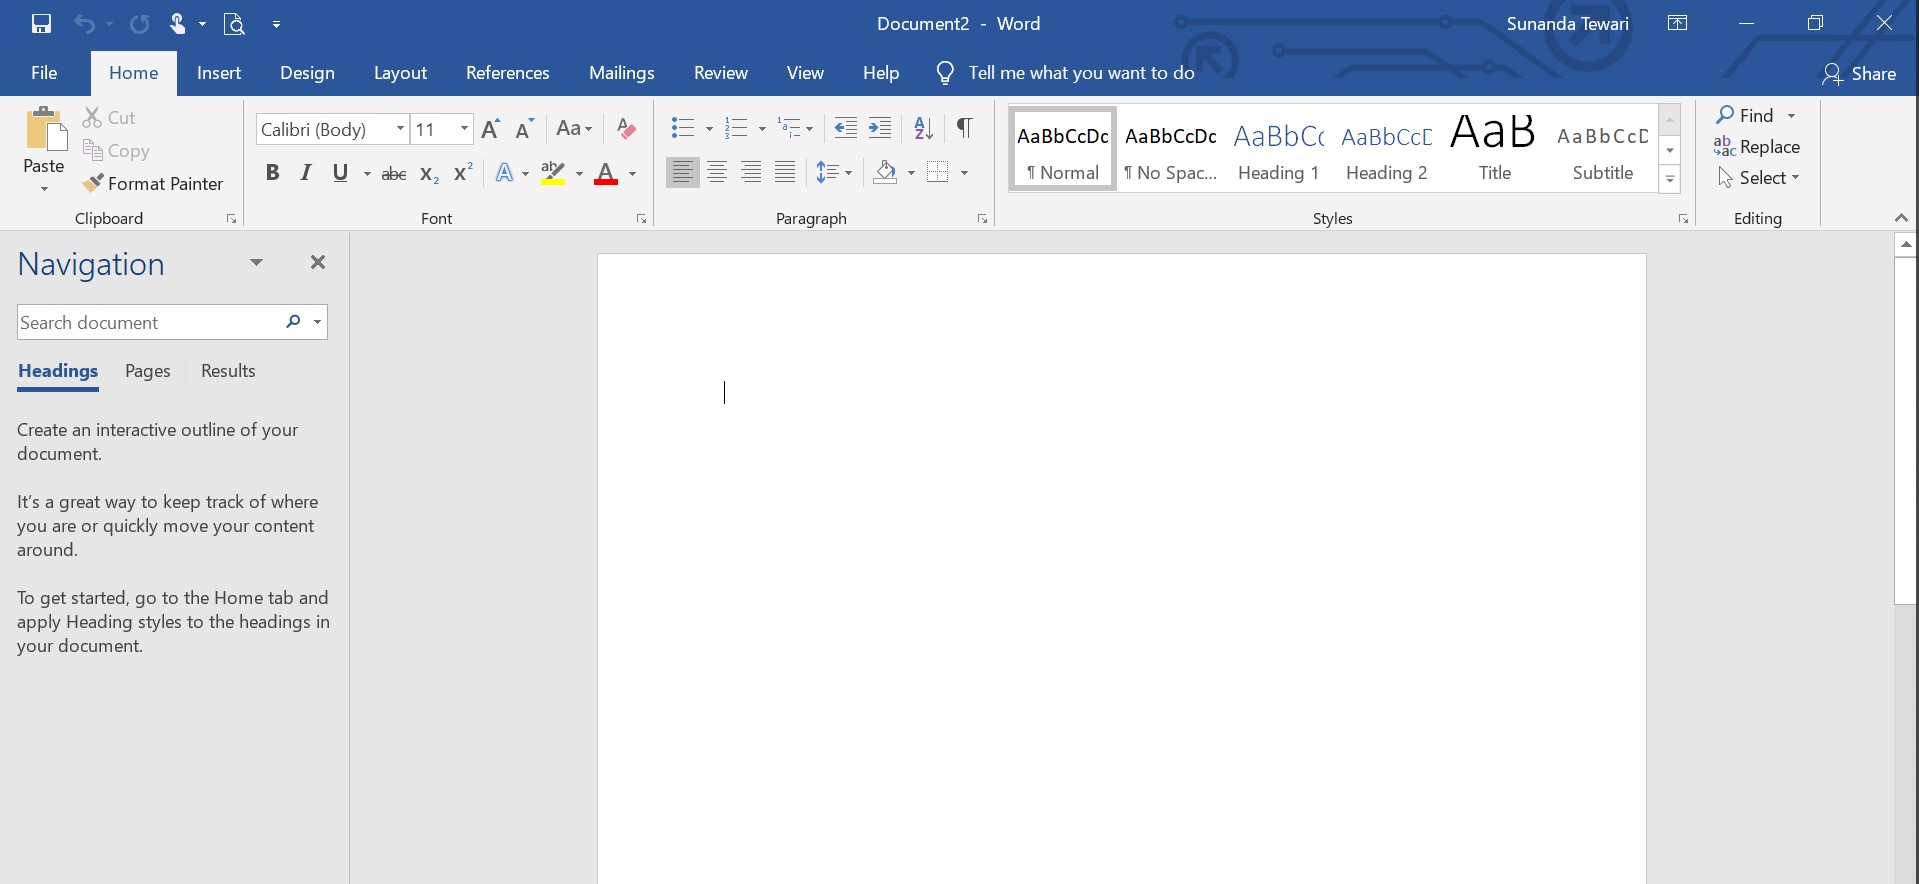 Document2 - Word
Sunanda Tewari
File Home Insert Design Layout References Mailings Review View Help Tell me what you want to do Share
Paste
Cut
Copy
Format Painter
Clipboard
Calibri (Body) 11 Aa
B I U abc X₂ X² A ab A
Font
Paragraph
AaBbCcDc AaBbCcDc AaBbCc AaBbCcD AaB AaBbCcD
¶ Normal ¶ No Spac... Heading 1 Heading 2 Title Subtitle
Styles
Find
Replace
Select
Editing
Navigation
Search document
Headings Pages Results
Create an interactive outline of your
document.
It's a great way to keep track of where
you are or quickly move your content
around.
To get started, go to the Home tab and
apply Heading styles to the headings in
your document.